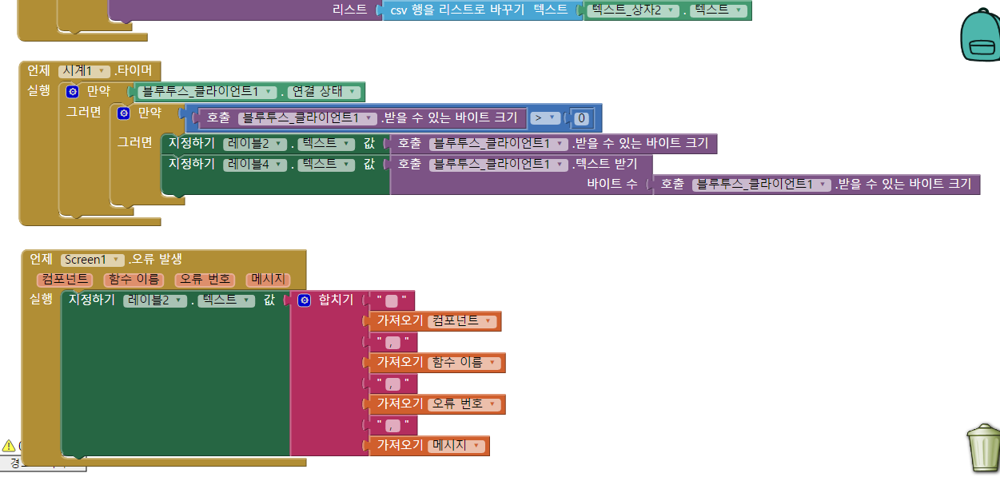 리스트 csv 행을 리스트로 바꾸기 텍스트 텍스트_상자2 . 텍스트
언제 시계1 .타이머
실행 만약 블루투스_클라이언트1 . 연결 상태
그러면 만약 호출 블루투스_클라이언트1 .받을 수 있는 바이트 크기 > 0
그러면 지정하기 레이블2 . 텍스트 값 호출 블루투스_클라이언트1 .받을 수 있는 바이트 크기
지정하기 레이블4 . 텍스트 값 호출 블루투스_클라이언트1 .텍스트 받기
바이트 수 호출 블루투스_클라이언트1 .받을 수 있는 바이트 크기
언제 Screen1 .오류 발생
컴포넌트 함수 이름 오류 번호 메시지
실행 지정하기 레이블2 . 텍스트 값 합치기 " "
가져오기 컴포넌트
" , "
가져오기 함수 이름
" , "
가져오기 오류 번호
" , "
가져오기 메시지